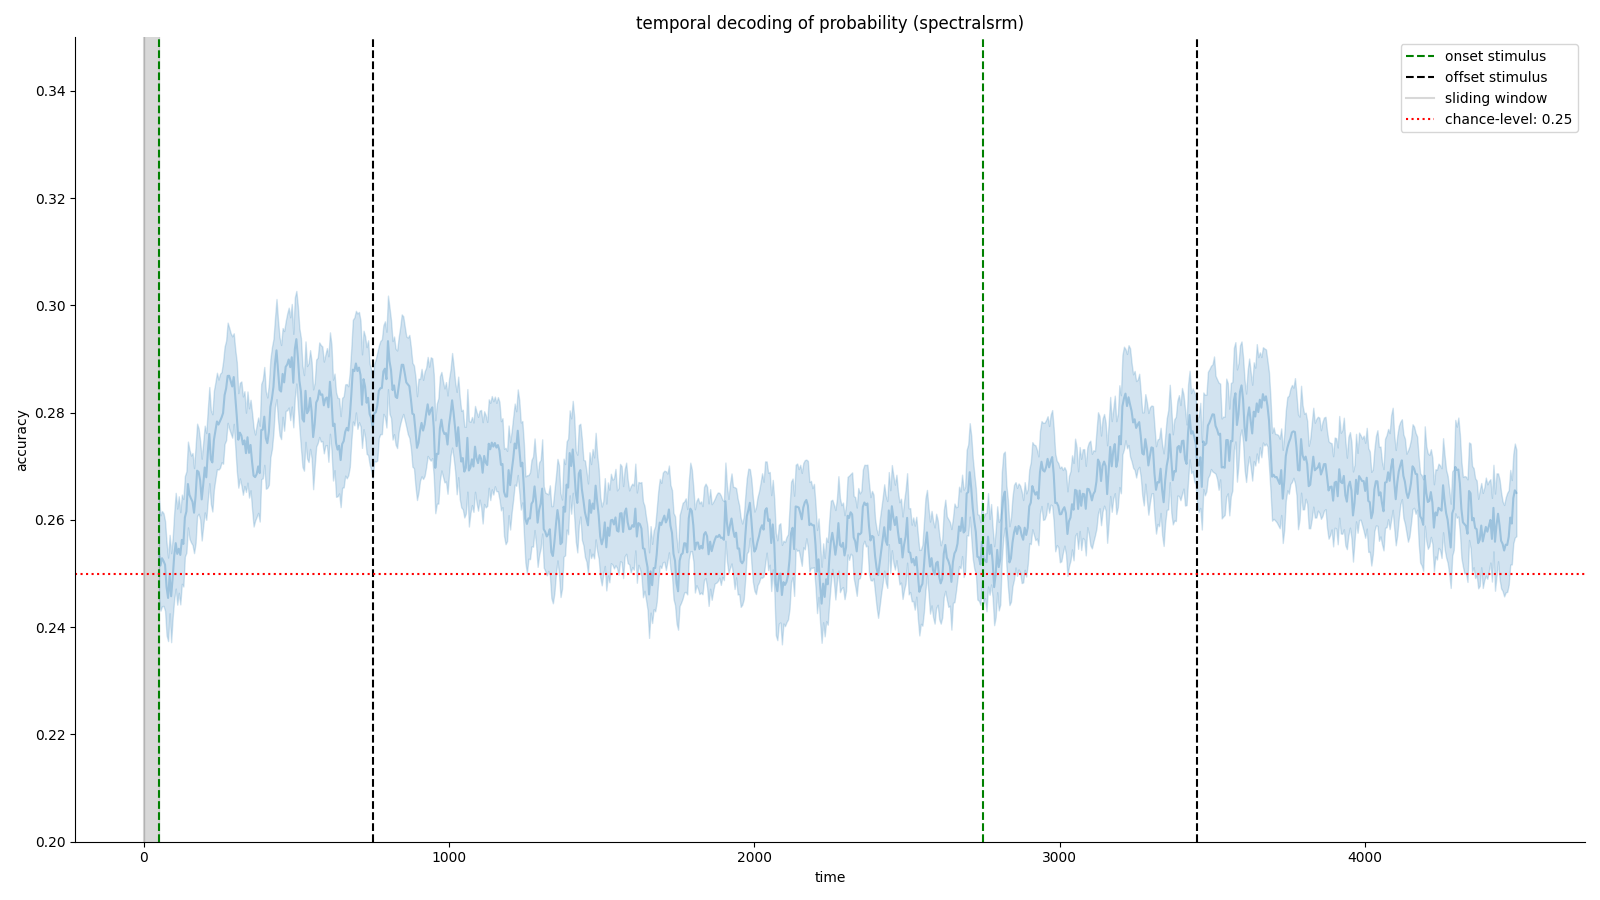 temporal decoding of probability (spectralsrm)
onset stimulus
offset stimulus
sliding window
chance-level: 0.25
0.34
0.32
0.30
0.28
0.26
0.24
0.22
0.20
accuracy
0
1000
2000
3000
4000
time